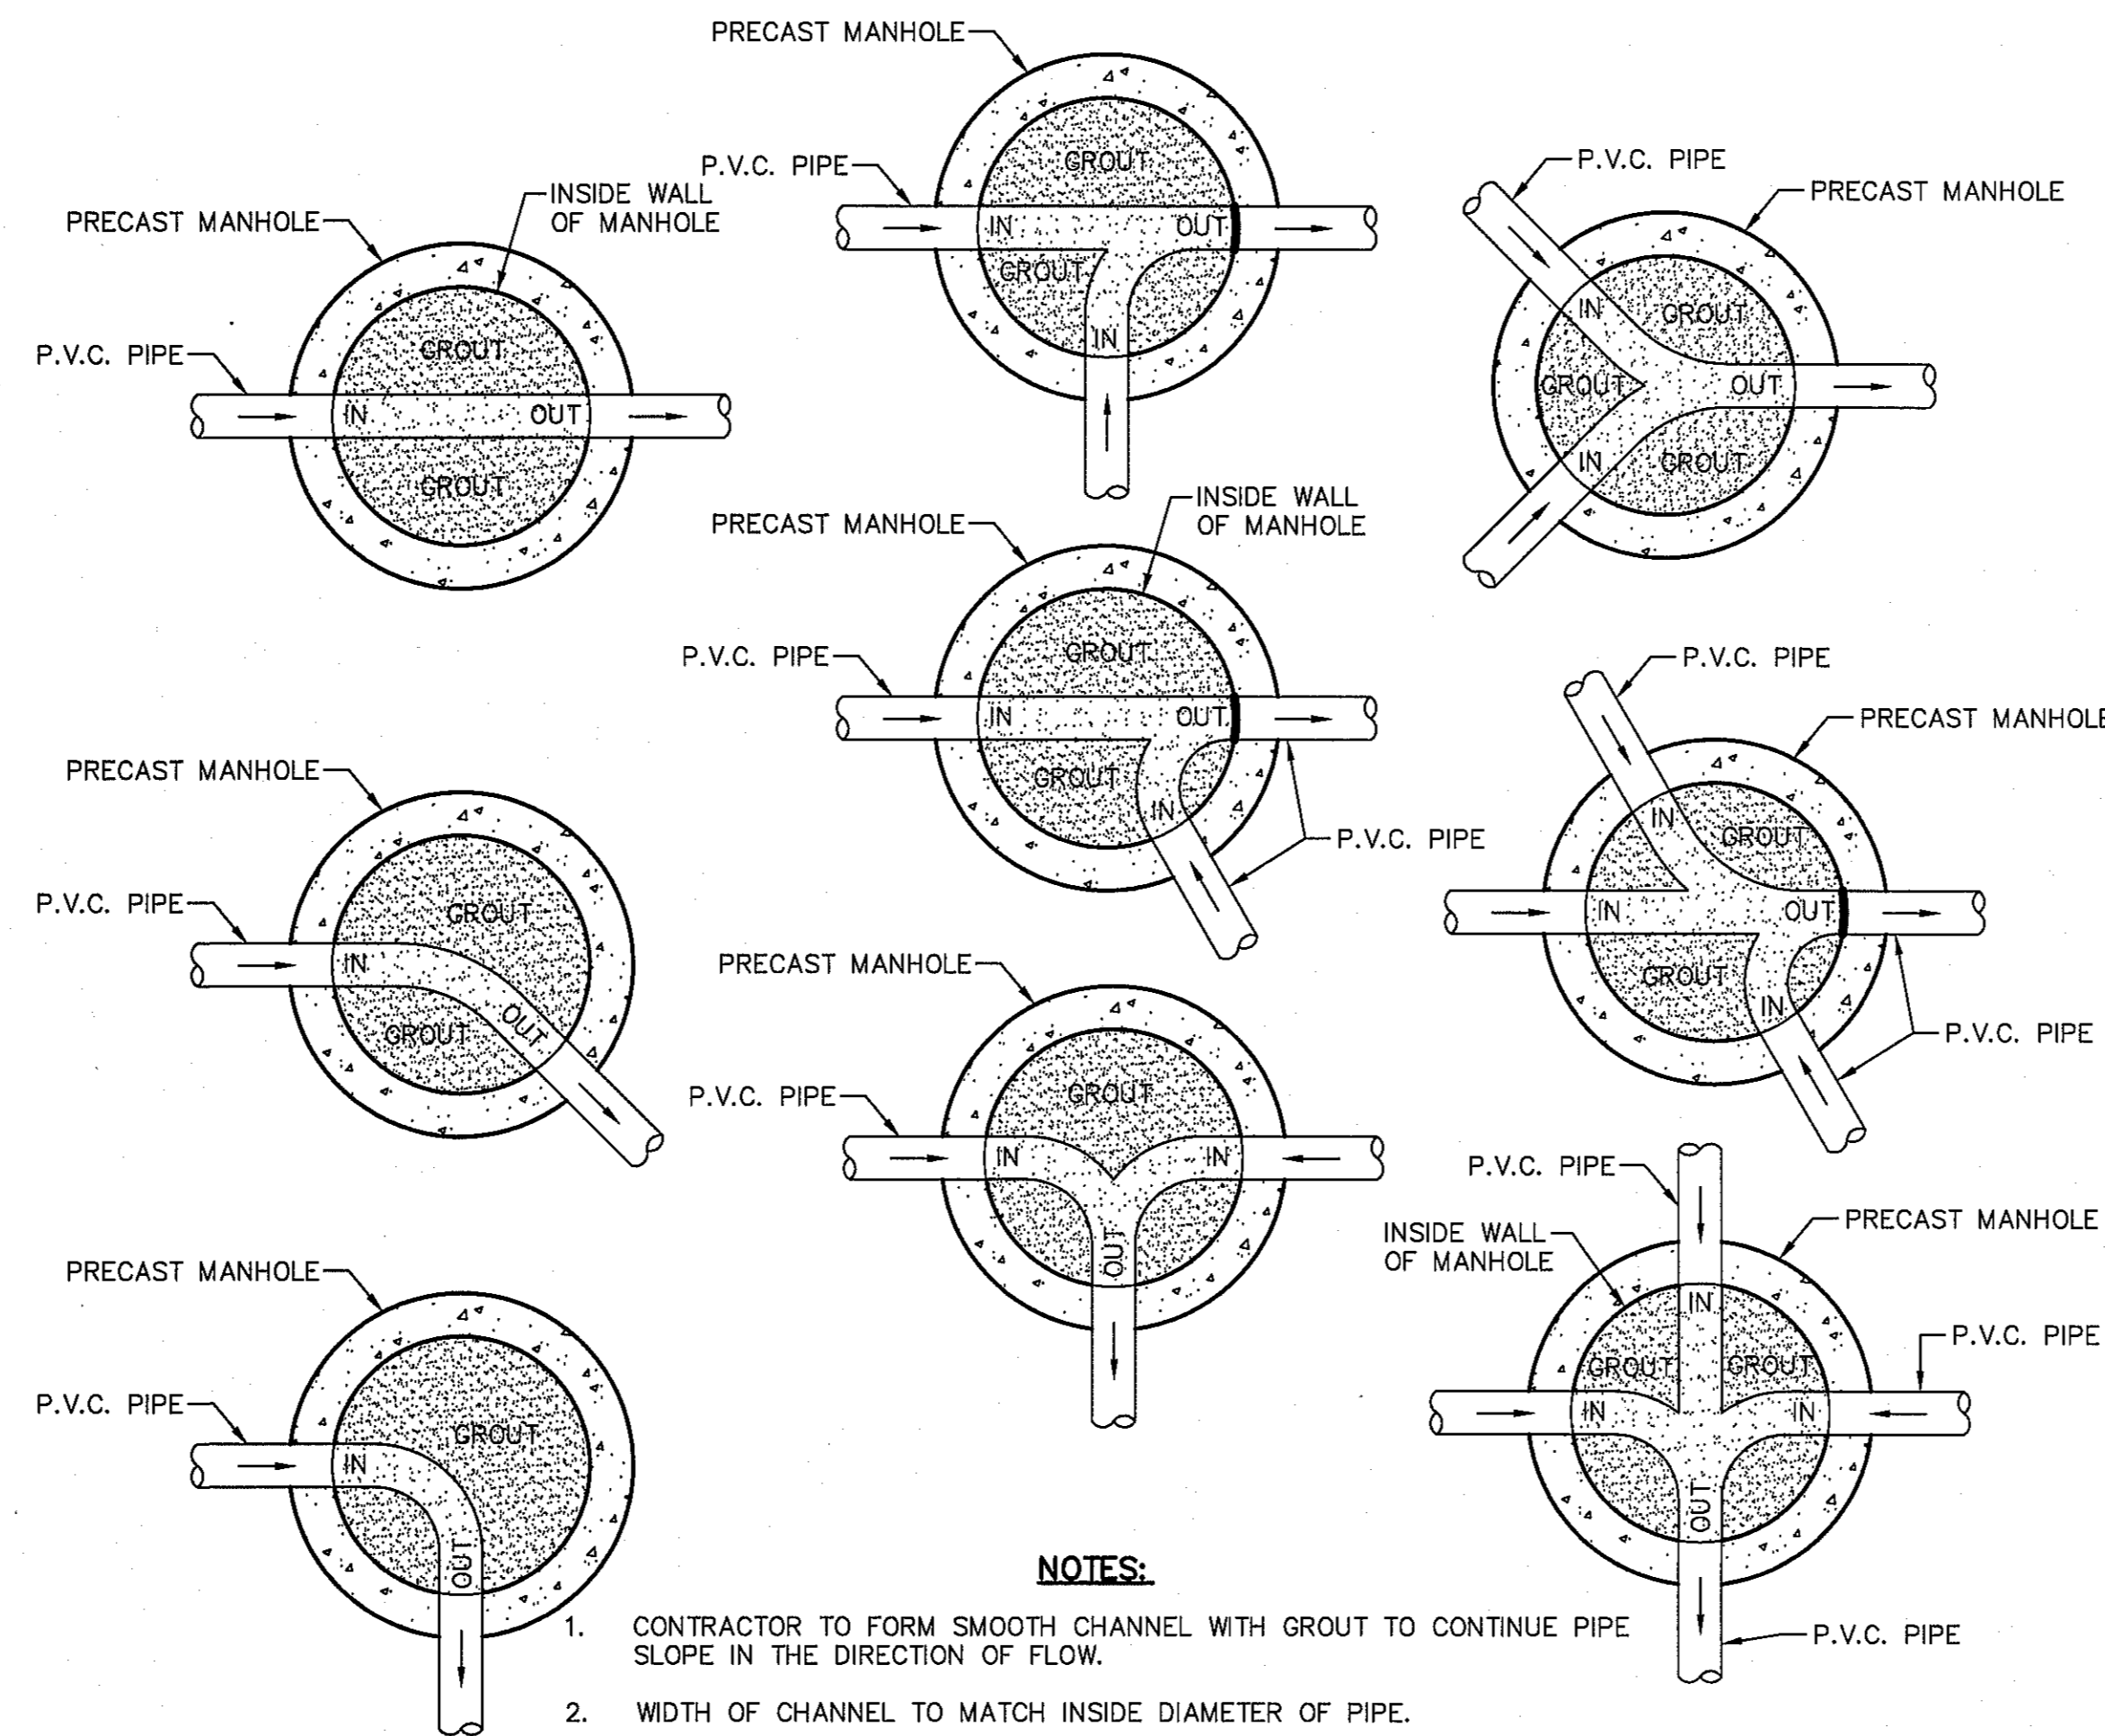 PRECAST MANHOLE
INSIDE WALL
OF MANHOLE
P.V.C. PIPE
GROUT
IN
OUT
GROUT
PRECAST MANHOLE
P.V.C. PIPE
GROUT
IN
OUT
GROUT
PRECAST MANHOLE
P.V.C. PIPE
GROUT
IN
OUT
PRECAST MANHOLE
P.V.C. PIPE
GROUT
IN
OUT
GROUT
IN
INSIDE WALL
OF MANHOLE
PRECAST MANHOLE
P.V.C. PIPE
GROUT
IN
OUT
GROUT
IN
P.V.C. PIPE
PRECAST MANHOLE
P.V.C. PIPE
GROUT
IN
IN
OUT
P.V.C. PIPE
PRECAST MANHOLE
IN
GROUT
GROUT
OUT
IN
GROUT
P.V.C. PIPE
PRECAST MANHOLE
IN
GROUT
IN
OUT
GROUT
IN
P.V.C. PIPE
P.V.C. PIPE
PRECAST MANHOLE
INSIDE WALL
OF MANHOLE
IN
P.V.C. PIPE
GROUT
GROUT
IN
IN
OUT
P.V.C. PIPE
NOTES:
1. CONTRACTOR TO FORM SMOOTH CHANNEL WITH GROUT TO CONTINUE PIPE
SLOPE IN THE DIRECTION OF FLOW.
2. WIDTH OF CHANNEL TO MATCH INSIDE DIAMETER OF PIPE.